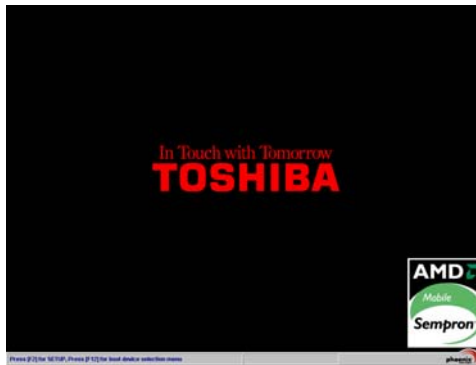 In Touch with Tomorrow
TOSHIBA
AMD
Mobile
Sempron
Press [F2] for SETUP, Press [F12] for boot device selection menu
phoenix